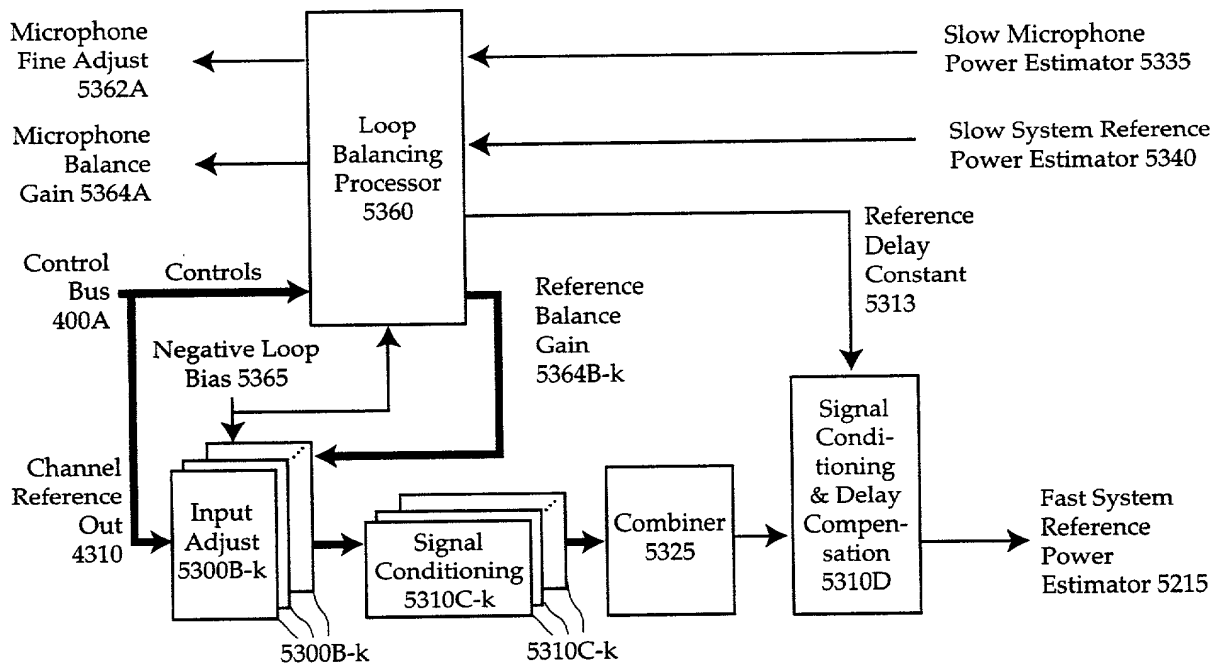 Microphone
Fine Adjust
5362A
Microphone
Balance
Gain 5364A
Loop
Balancing
Processor
5360
Slow Microphone
Power Estimator 5335
Slow System Reference
Power Estimator 5340
Reference
Delay
Constant
5313
Control
Bus
400A
Controls
Negative Loop
Bias 5365
Reference
Balance
Gain
5364B-k
Channel
Reference
Out
4310
Input
Adjust
5300B-k
5300B-k
Signal
Conditioning
5310C-k
5310C-k
Combiner
5325
Signal
Condi-
tioning
& Delay
Compen-
sation
5310D
Fast System
Reference
Power
Estimator 5215